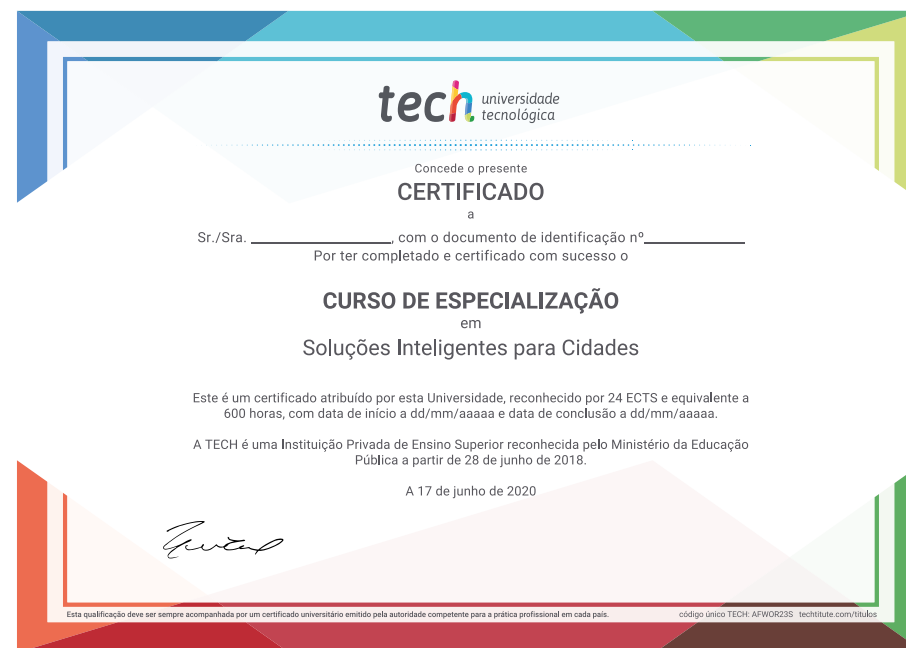 tech universidade
tecnológica
Concede o presente
CERTIFICADO
a
Sr./Sra. ____________________, com o documento de identificação nº______________
Por ter completado e certificado com sucesso o
CURSO DE ESPECIALIZAÇÃO
em
Soluções Inteligentes para Cidades
Este é um certificado atribuído por esta Universidade, reconhecido por 24 ECTS e equivalente a
600 horas, com data de início a dd/mm/aaaaa e data de conclusão a dd/mm/aaaaa.
A TECH é uma Instituição Privada de Ensino Superior reconhecida pelo Ministério da Educação
Pública a partir de 28 de junho de 2018.
A 17 de junho de 2020
Esta qualificação deve ser sempre acompanhada por um certificado universitário emitido pela autoridade competente para a prática profissional em cada país.
código único TECH: AFWOR23S techtitute.com/titulos